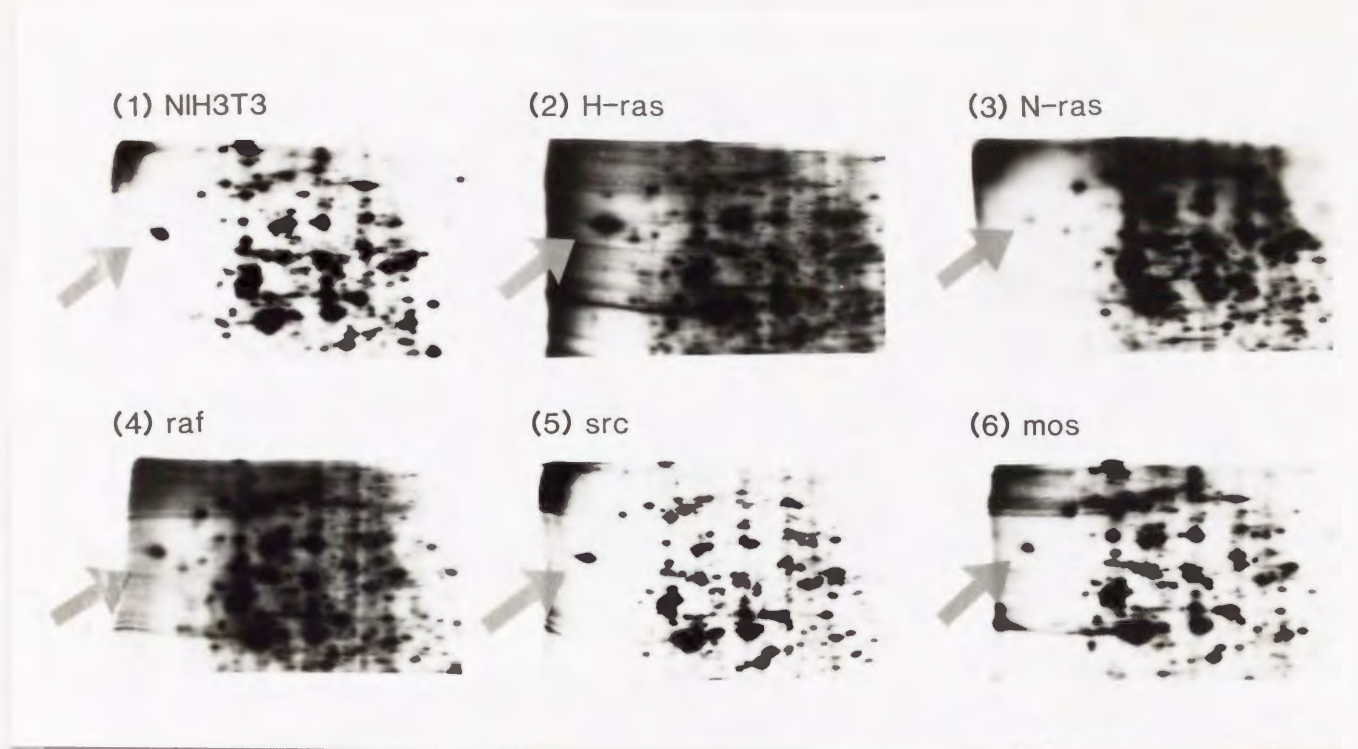 (1) NIH3T3
(2) H-ras
(3) N-ras
(4) raf
(5) src
(6) mos